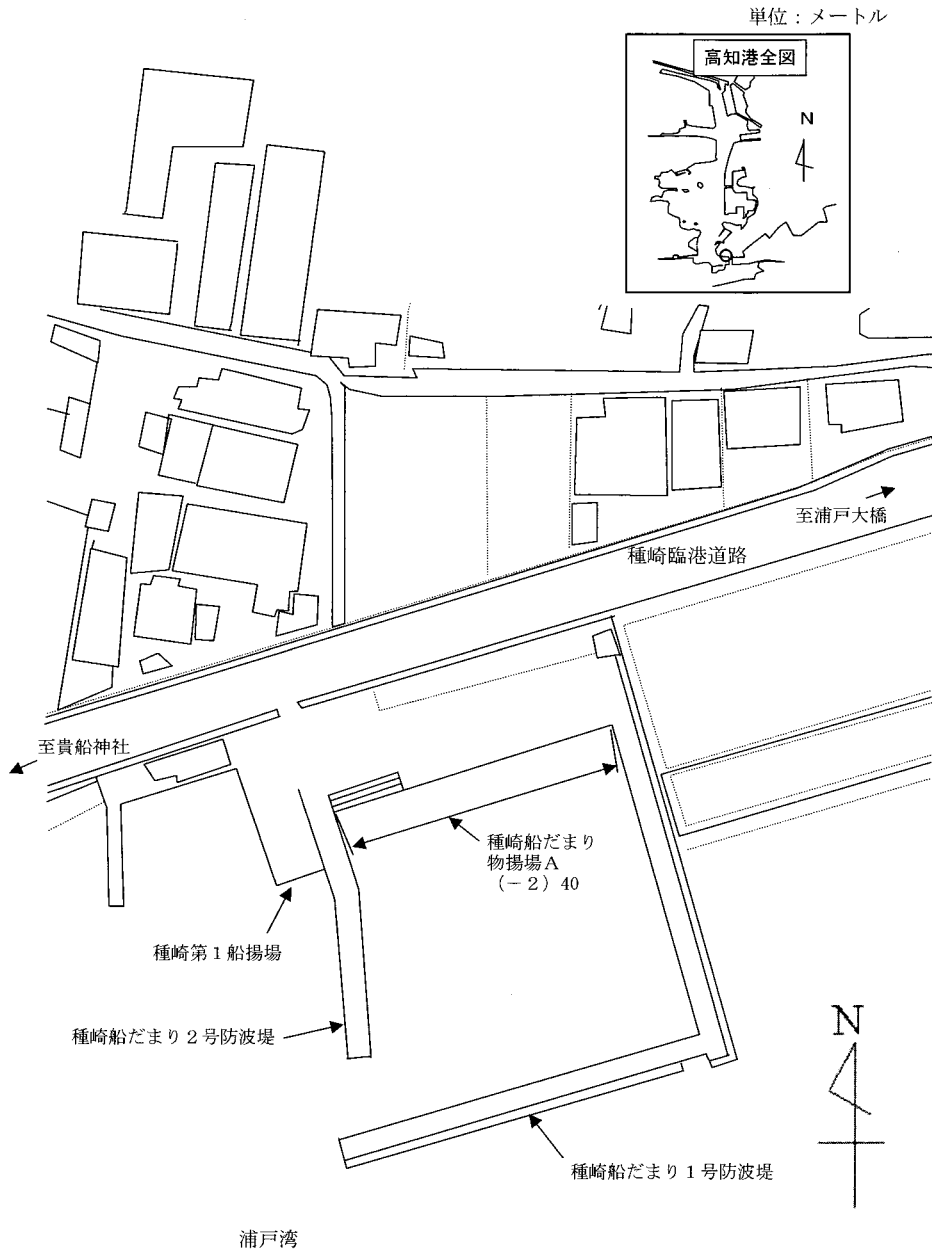 単位：メートル
高知港全図
N
至浦戸大橋
種崎臨港道路
至貴船神社
種崎船だまり
物揚場A
(－2) 40
種崎第1船揚場
種崎船だまり2号防波堤
N
種崎船だまり1号防波堤
浦戸湾